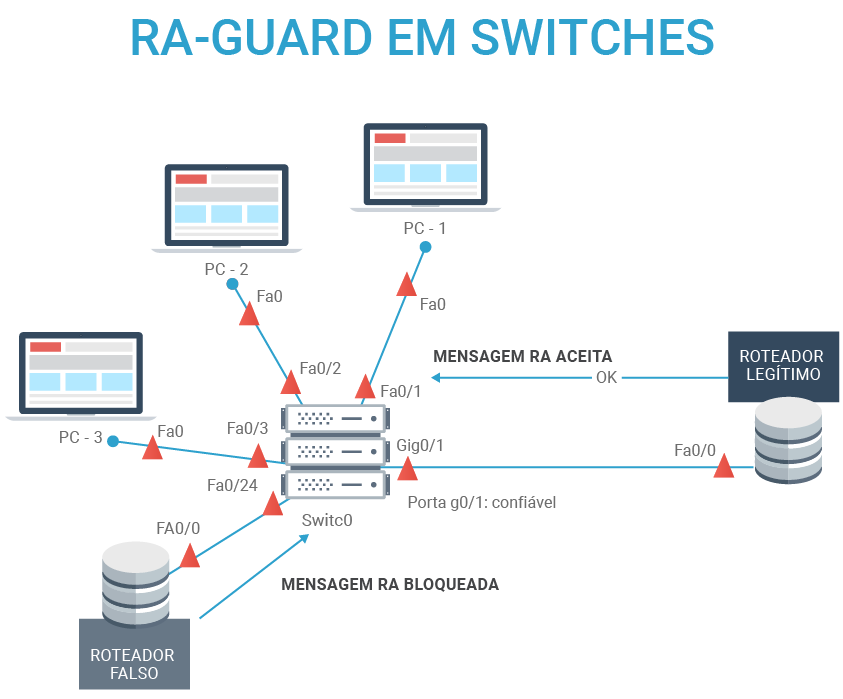 RA-GUARD EM SWITCHES
PC - 1
PC - 2
Fa0
Fa0
MENSAGEM RA ACEITA
ROTEADOR
LEGÍTIMO
OK
Fa0/2
Fa0/1
PC - 3
Fa0
Fa0/3
Gig0/1
Fa0/0
Fa0/24
Porta g0/1: confiável
Switc0
FA0/0
MENSAGEM RA BLOQUEADA
ROTEADOR
FALSO